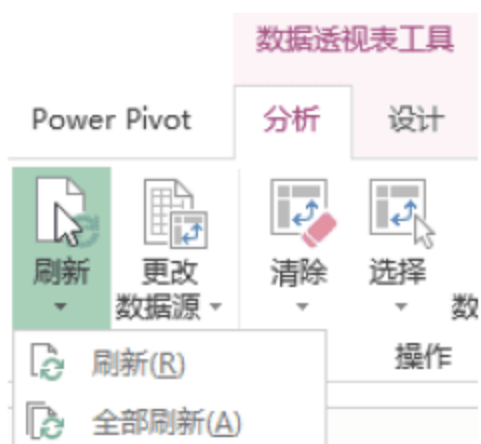 数据透视表工具
Power Pivot 分析 设计
刷新 更改 清除 选择
数据源 数
操作
刷新(R)
全部刷新(A)